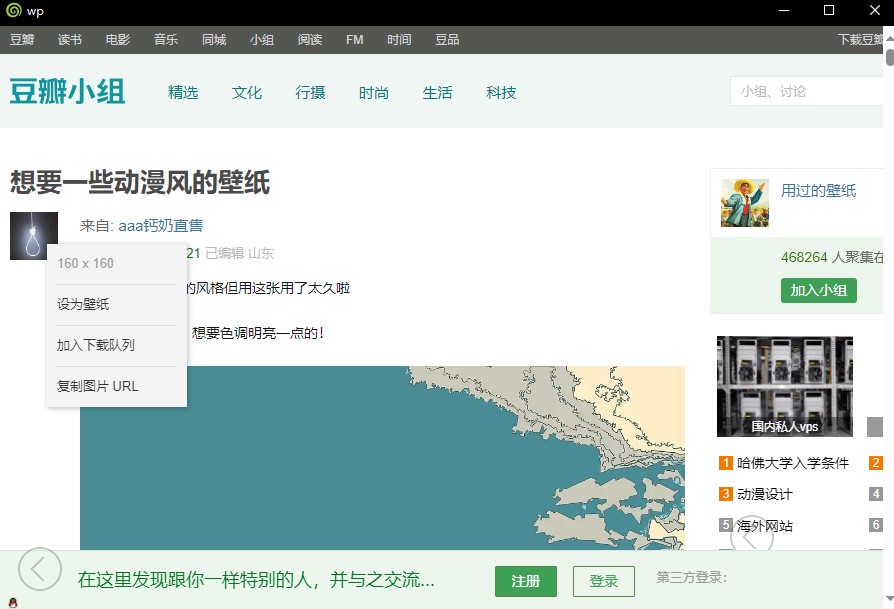 wp
豆瓣 读书 电影 音乐 同城 小组 阅读 FM 时间 豆品
下载豆瓣
豆瓣小组 精选 文化 行摄 时尚 生活 科技
小组、讨论
想要一些动漫风的壁纸
来自: aaa钙奶直售
21 已编辑 山东
160 x 160
设为壁纸
加入下载队列
复制图片 URL
的风格但用这张用了太久啦
想要色调明亮一点的！
用过的壁纸
468264 人聚集在
加入小组
国内私人vps
1 哈佛大学入学条件 2
3 动漫设计 4
5 海外网站 6
在这里发现跟你一样特别的人，并与之交流...
注册
登录
第三方登录: